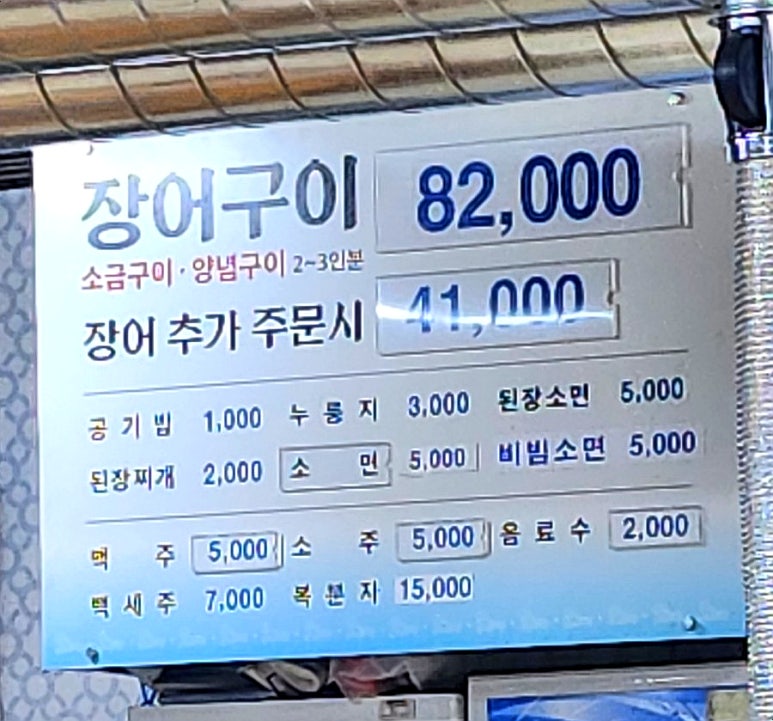 장어구이 82,000
소금구이·양념구이 2~3인분
장어 추가 주문시 41,000
공기밥 1,000 누룽지 3,000 된장소면 5,000
된장찌개 2,000 소면 5,000 비빔소면 5,000
맥주 5,000 소주 5,000 음료수 2,000
백세주 7,000 복분자 15,000